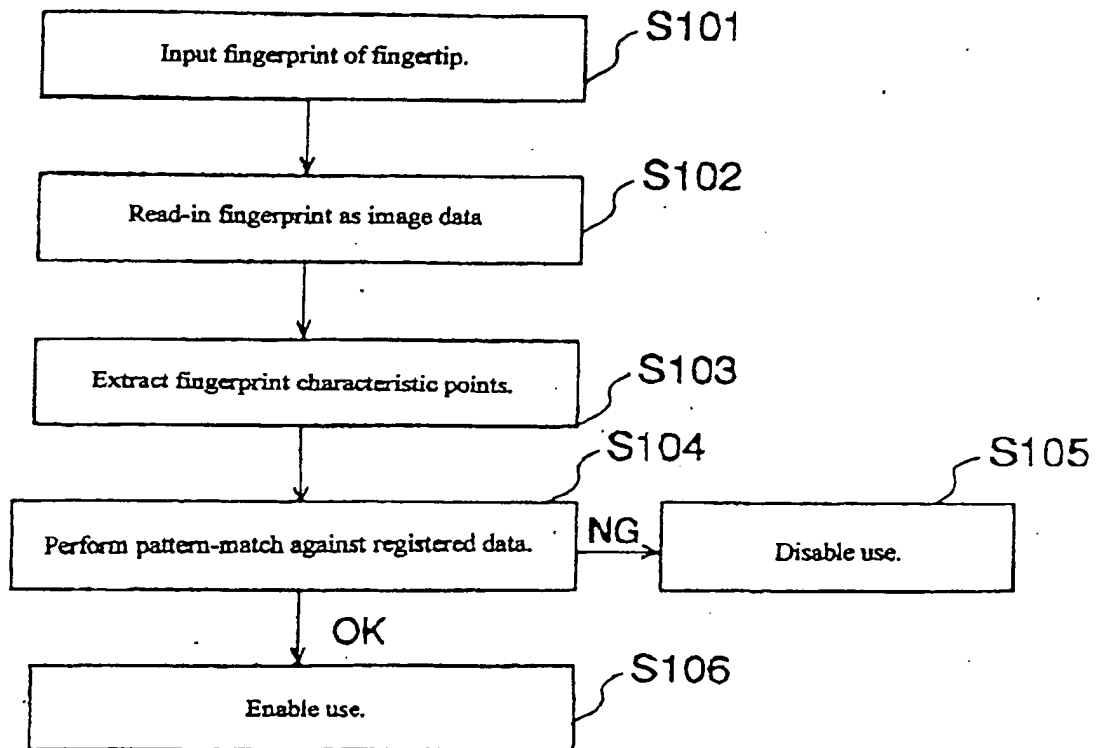 S101
Input fingerprint of fingertip.
S102
Read-in fingerprint as image data
S103
Extract fingerprint characteristic points.
S104
Perform pattern-match against registered data.
NG
S105
Disable use.
OK
S106
Enable use.